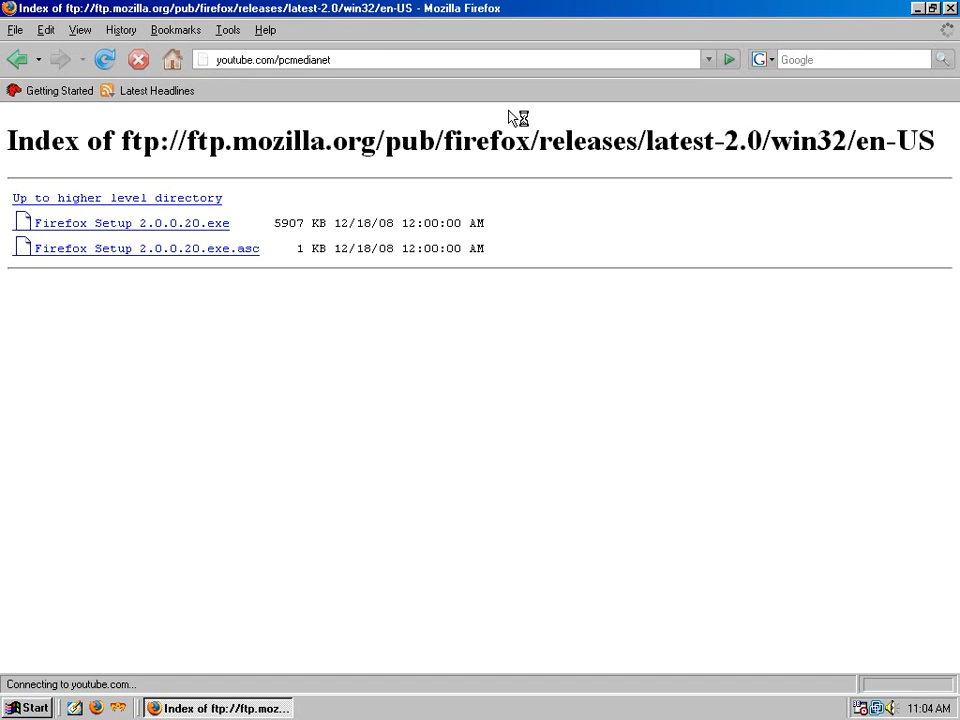 Index of ftp://ftp.mozilla.org/pub/firefox/releases/latest-2.0/win32/en-US - Mozilla Firefox
File Edit View History Bookmarks Tools Help
youtube.com/pcmedianet
G Google
Getting Started Latest Headlines
Index of ftp://ftp.mozilla.org/pub/firefox/releases/latest-2.0/win32/en-US
Up to higher level directory
Firefox Setup 2.0.0.20.exe 5907 KB 12/18/08 12:00:00 AM
Firefox Setup 2.0.0.20.exe.asc 1 KB 12/18/08 12:00:00 AM
Connecting to youtube.com...
Start Index of ftp://ftp.moz... 11:04 AM